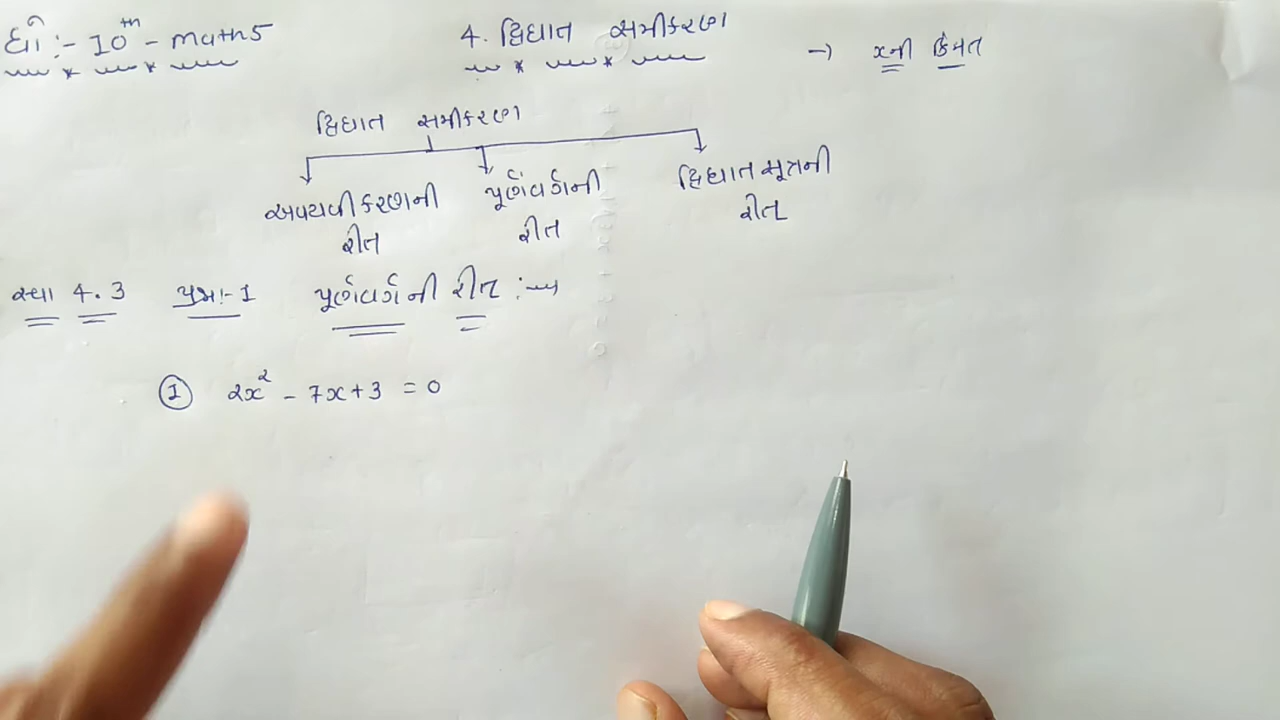 ધો :- 10th - maths
4. દ્વિઘાત સમીકરણ
→ xની કિંમત
દ્વિઘાત સમીકરણ
અવયવીકરણની રીત
પૂર્ણવર્ગની રીત
દ્વિઘાત સૂત્રની રીત
સ્વા 4.3 પ્રશ્ન:-1 પૂર્ણવર્ગની રીત :→
① 2x² - 7x + 3 = 0